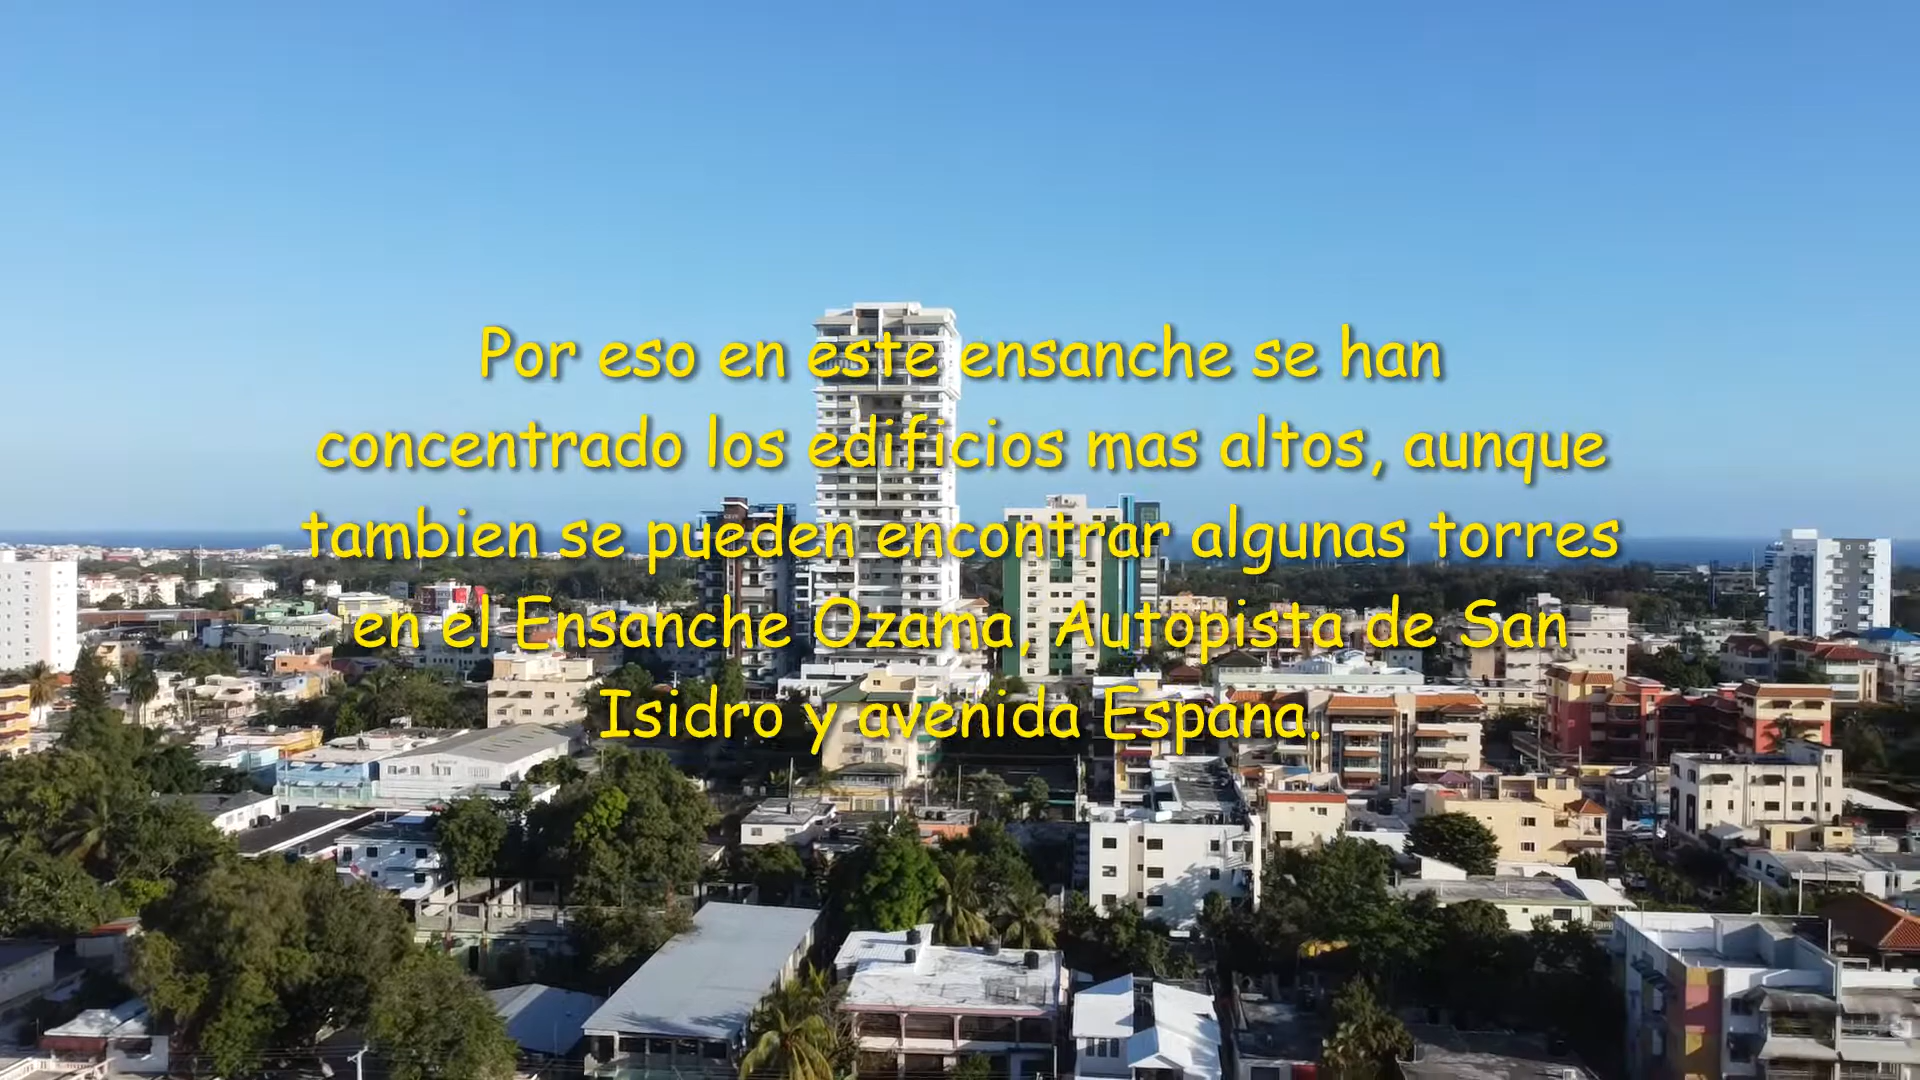 Por eso en este ensanche se han
concentrado los edificios mas altos, aunque
tambien se pueden encontrar algunas torres
en el Ensanche Ozama, Autopista de San
Isidro y avenida Espana.